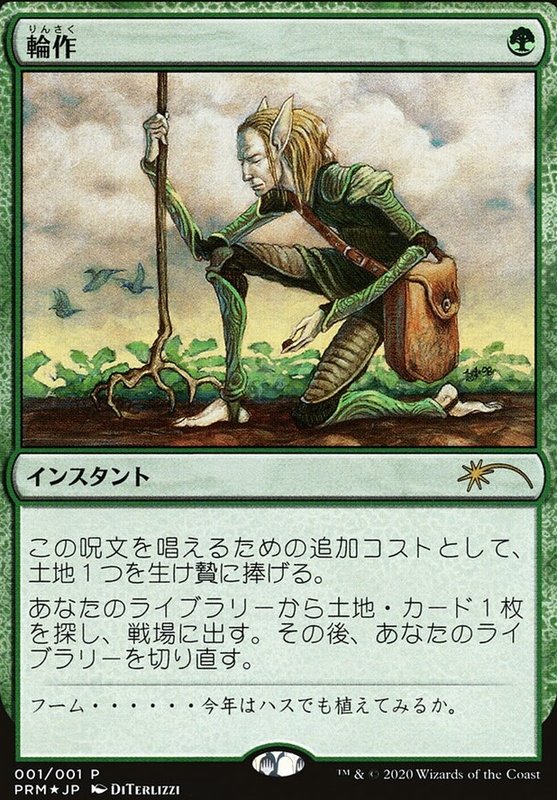 りんさく
輪作
インスタント
この呪文を唱えるための追加コストとして、
土地１つを生け贄に捧げる。
あなたのライブラリーから土地・カード１枚
を探し、戦場に出す。その後、あなたのライ
ブラリーを切り直す。
フーム・・・・・・今年はハスでも植えてみるか。
001/001 P
PRM★JP DiTerlizzi
™ & © 2020 Wizards of the Coast